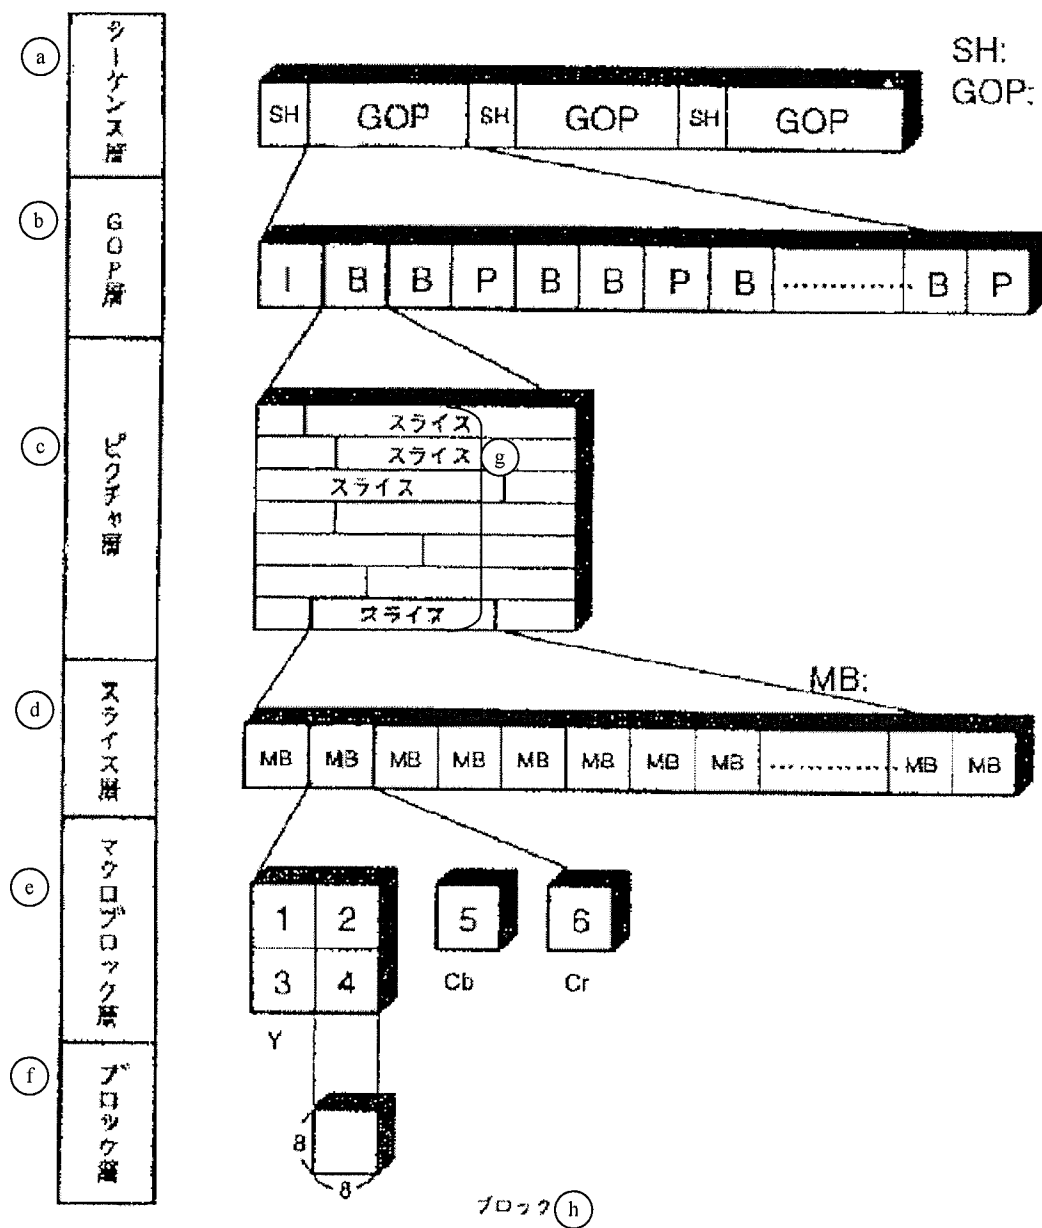 a
シーケンス層
SH:
GOP:
SH GOP SH GOP SH GOP
b
GOP層
I B B P B B P B ............... B P
c
ピクチャ層
スライス
スライス
g
スライス
スライス
d
スライス層
MB:
MB MB MB MB MB MB MB MB ............... MB MB
e
マクロブロック層
1 2
3 4
5
6
Y
Cb
Cr
f
ブロック層
8
8
ブロック h